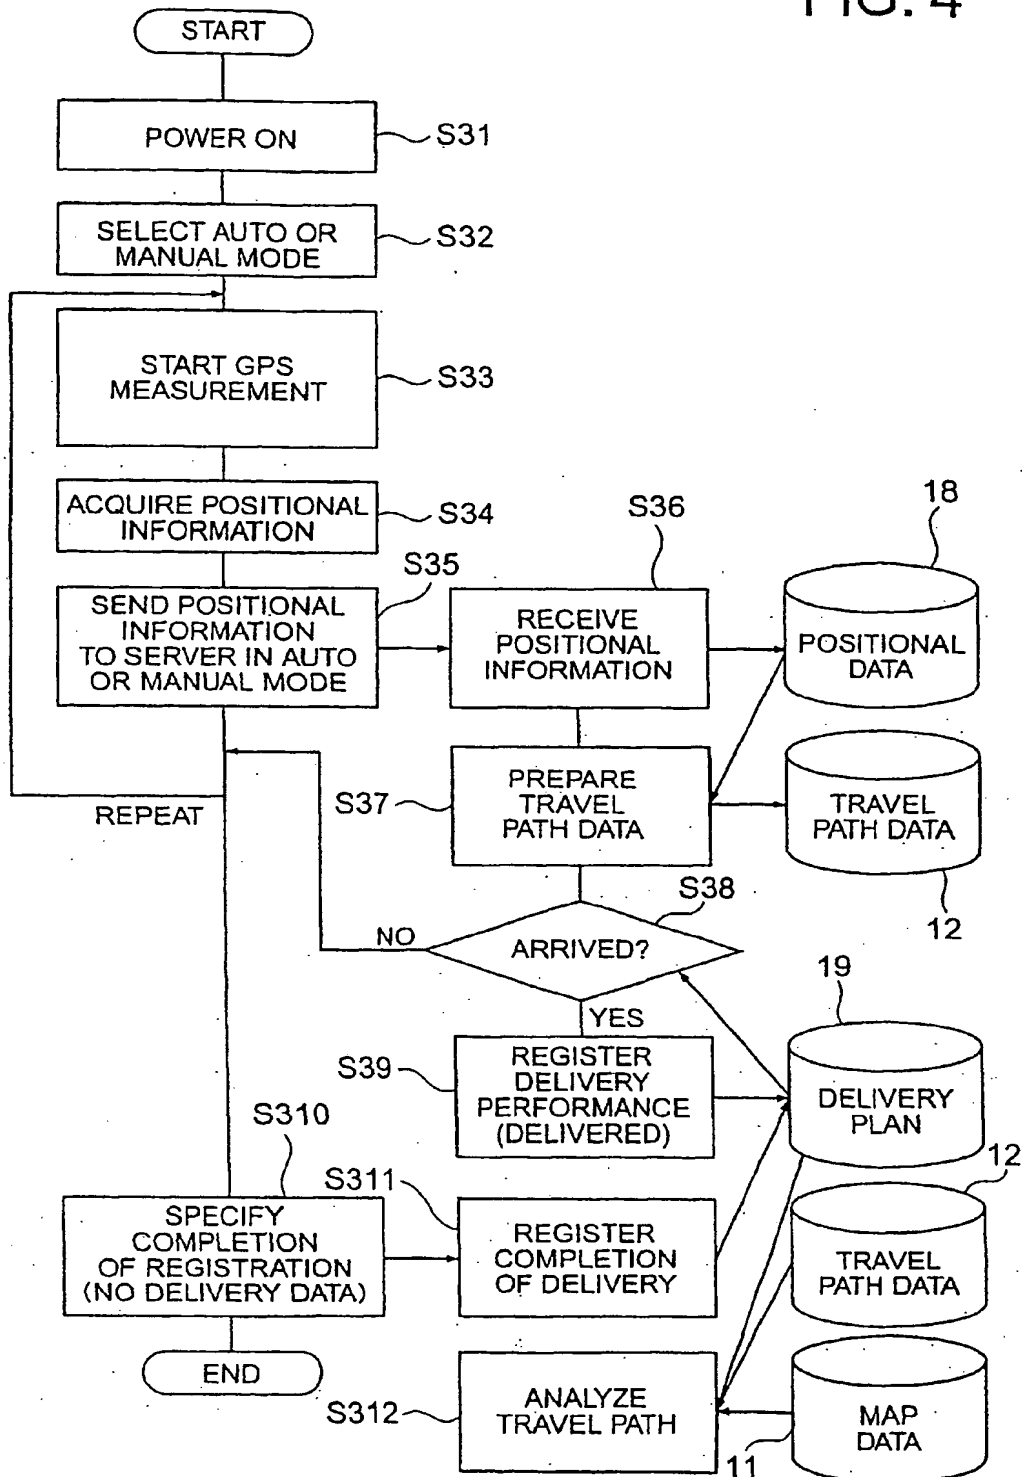 FIG. 4
START
POWER ON
S31
SELECT AUTO OR
MANUAL MODE
S32
START GPS
MEASUREMENT
S33
ACQUIRE POSITIONAL
INFORMATION
S34
SEND POSITIONAL
INFORMATION
TO SERVER IN AUTO
OR MANUAL MODE
S35
RECEIVE
POSITIONAL
INFORMATION
S36
POSITIONAL
DATA
18
REPEAT
PREPARE
TRAVEL
PATH DATA
S37
TRAVEL
PATH DATA
12
ARRIVED?
S38
NO
YES
REGISTER
DELIVERY
PERFORMANCE
(DELIVERED)
S39
DELIVERY
PLAN
19
SPECIFY
COMPLETION
OF REGISTRATION
(NO DELIVERY DATA)
S310
REGISTER
COMPLETION
OF DELIVERY
S311
TRAVEL
PATH DATA
12
END
ANALYZE
TRAVEL PATH
S312
MAP
DATA
11